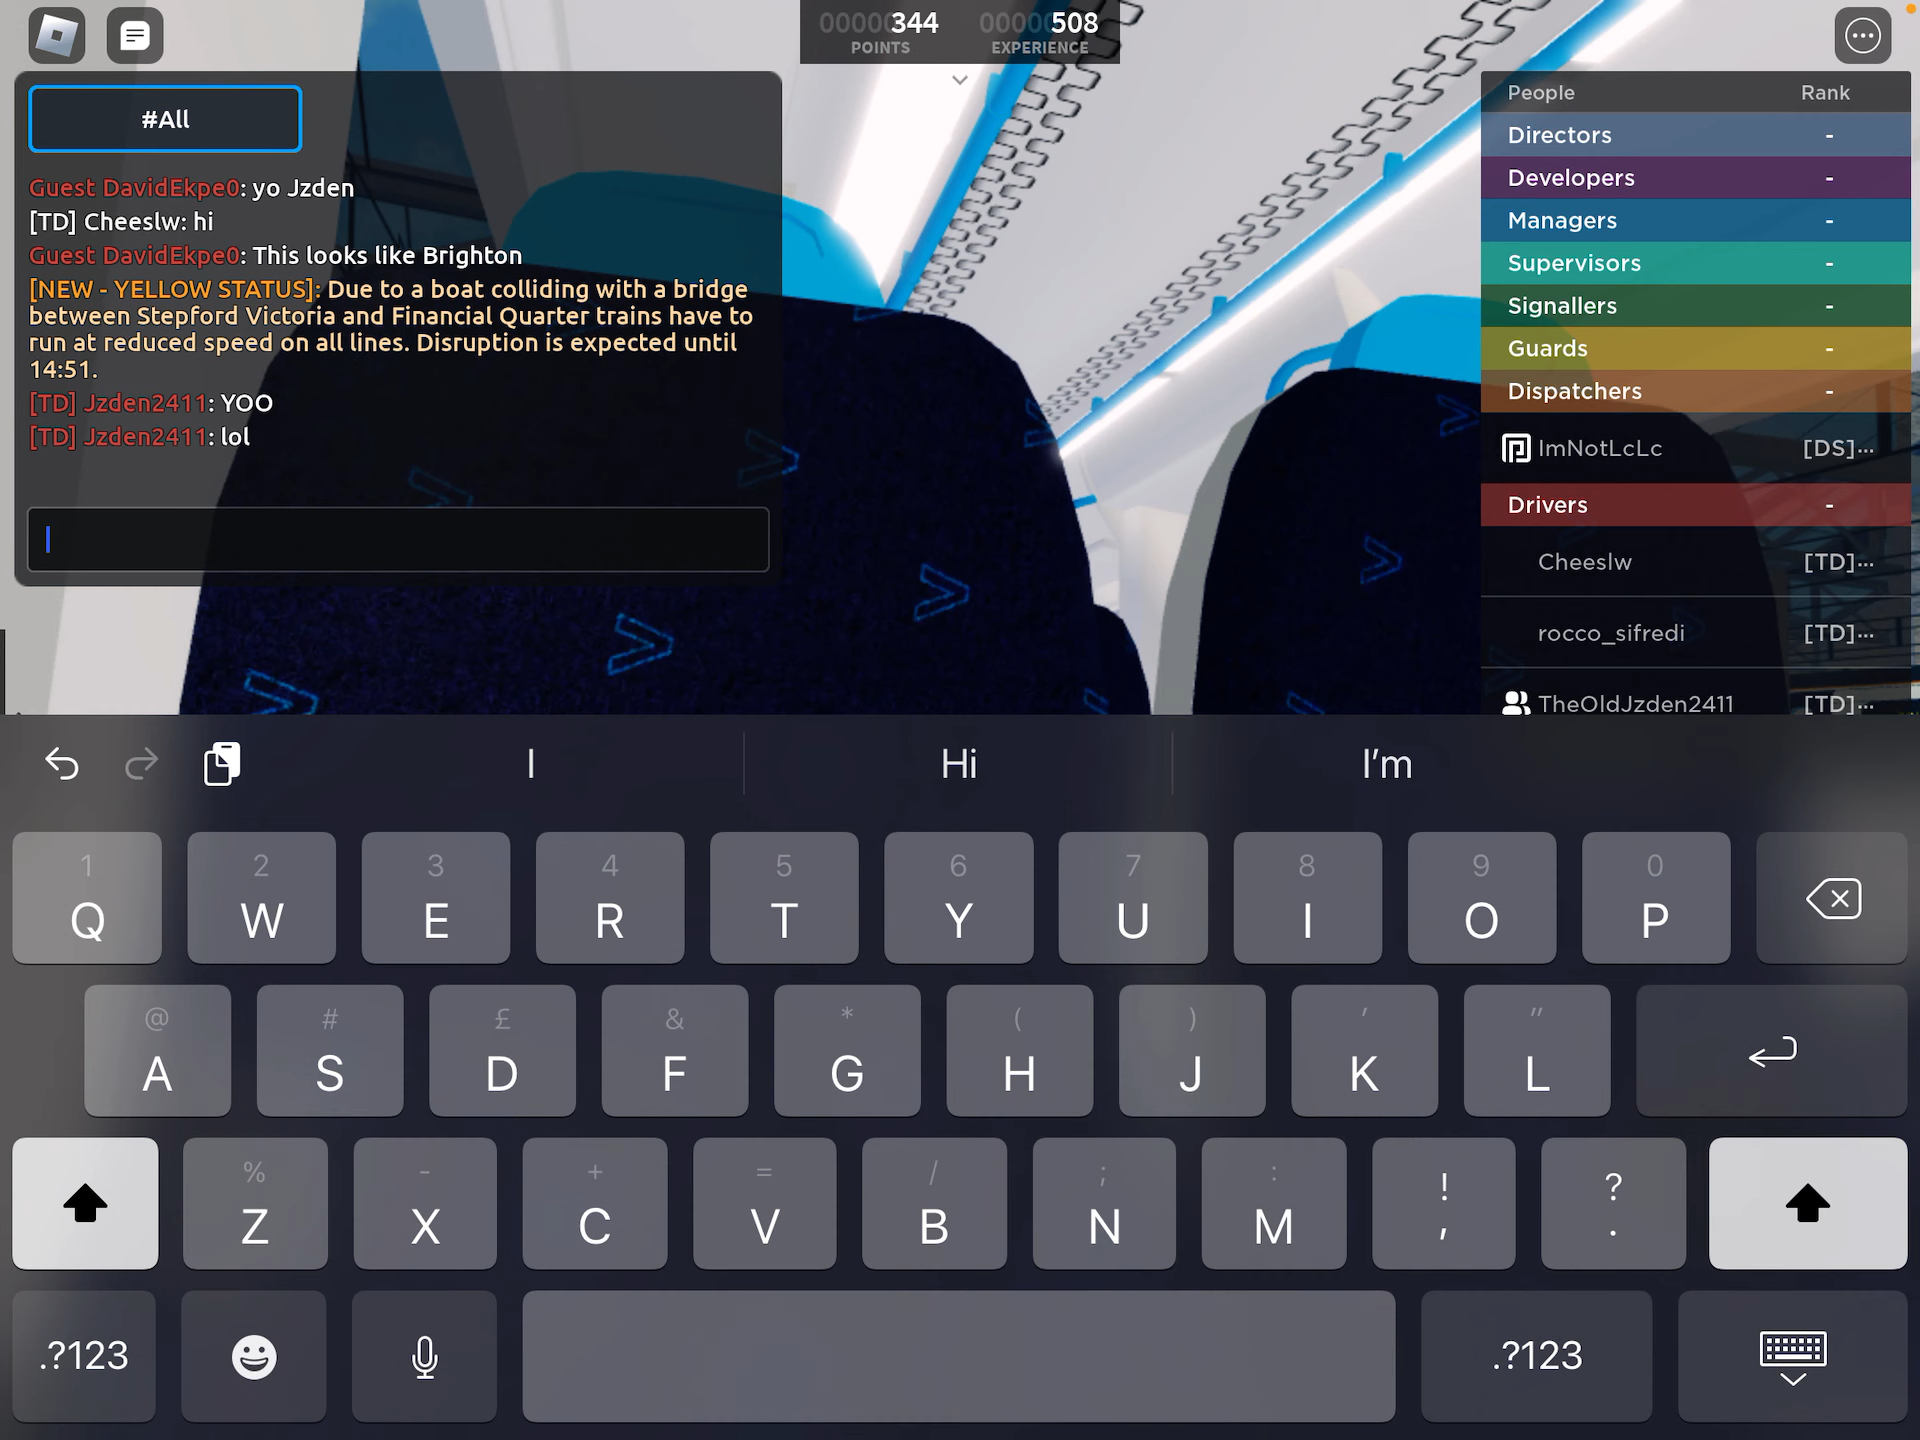 00000344 00000508
POINTS EXPERIENCE
#All
Guest DavidEkpe0: yo Jzden
[TD] Cheeslw: hi
Guest DavidEkpe0: This looks like Brighton
[NEW - YELLOW STATUS]: Due to a boat colliding with a bridge
between Stepford Victoria and Financial Quarter trains have to
run at reduced speed on all lines. Disruption is expected until
14:51.
[TD] Jzden2411: YOO
[TD] Jzden2411: lol
People Rank
Directors -
Developers -
Managers -
Supervisors -
Signallers -
Guards -
Dispatchers -
ImNotLcLc [DS]...
Drivers -
Cheeslw [TD]...
rocco_sifredi [TD]...
TheOldJzden2411 [TD]...
I Hi I'm
1 2 3 4 5 6 7 8 9 0
Q W E R T Y U I O P
@ # £ & * ( ) ' "
A S D F G H J K L
% - + = / ; : ! ?
Z X C V B N M , .
.?123 .?123